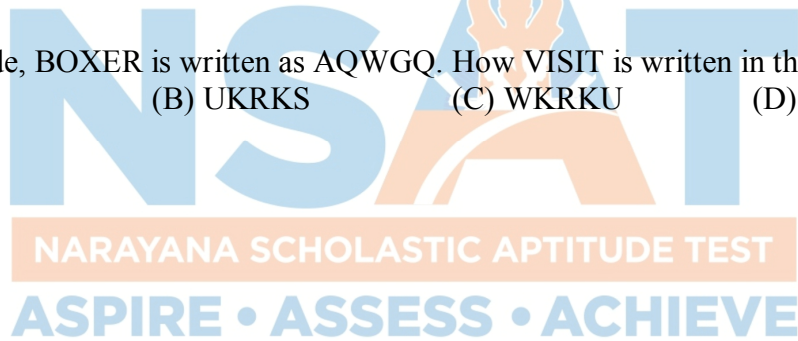 de, BOXER is written as AQWGQ. How VISIT is written in th
(B) UKRKS (C) WKRKU (D)
NSAT
NARAYANA SCHOLASTIC APTITUDE TEST
ASPIRE • ASSESS • ACHIEVE